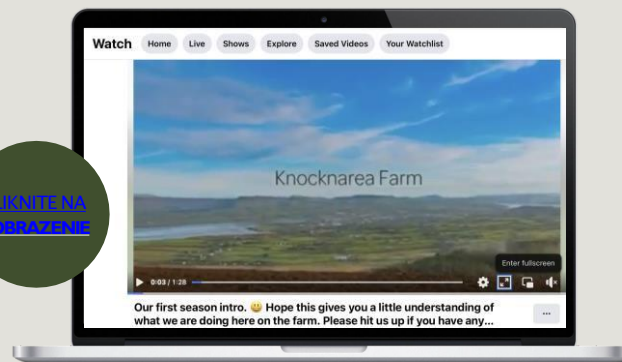 Watch Home Live Shows Explore Saved Videos Your Watchlist
Knocknarea Farm
Enter fullscreen
0:03 / 1:28
Our first season intro. 😀 Hope this gives you a little understanding of
what we are doing here on the farm. Please hit us up if you have any...
NA